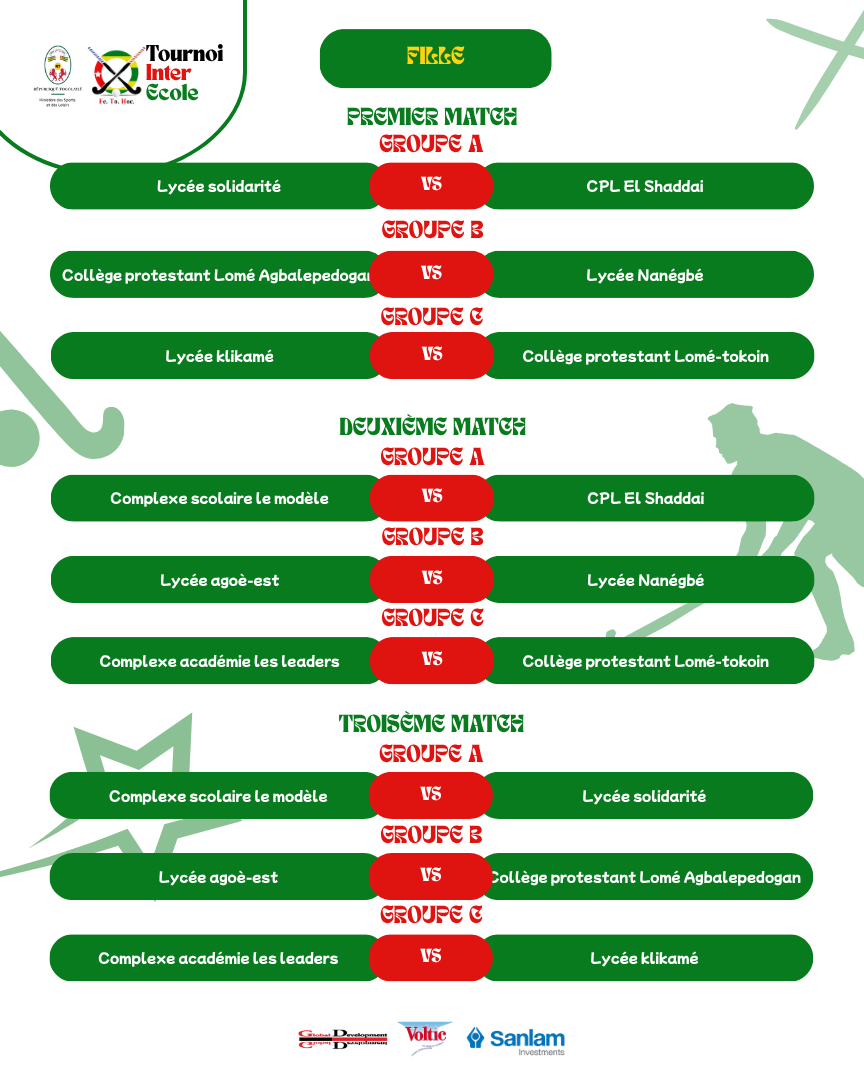 RÉPUBLIQUE TOGOLAISE
Ministère des Sports
et des Loisirs
Fe. To. Hoc.
Tournoi
Inter
Ecole
FILLE
PREMIER MATCH
GROUPE A
Lycée solidarité VS CPL El Shaddai
GROUPE B
Collège protestant Lomé Agbalepedogan VS Lycée Nanégbé
GROUPE C
Lycée klikamé VS Collège protestant Lomé-tokoin
DEUXIÈME MATCH
GROUPE A
Complexe scolaire le modèle VS CPL El Shaddai
GROUPE B
Lycée agoè-est VS Lycée Nanégbé
GROUPE C
Complexe académie les leaders VS Collège protestant Lomé-tokoin
TROISÈME MATCH
GROUPE A
Complexe scolaire le modèle VS Lycée solidarité
GROUPE B
Lycée agoè-est VS Collège protestant Lomé Agbalepedogan
GROUPE C
Complexe académie les leaders VS Lycée klikamé
Global Development
Voltic
Sanlam
Investments